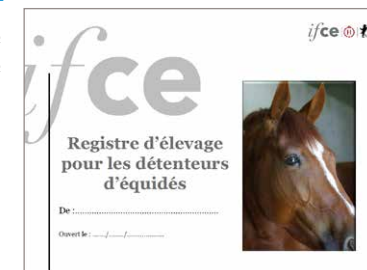 ifce
ifce
Registre d'élevage
pour les détenteurs
d'équidés
De :.......................................................
Ouvert le : ....../......./................